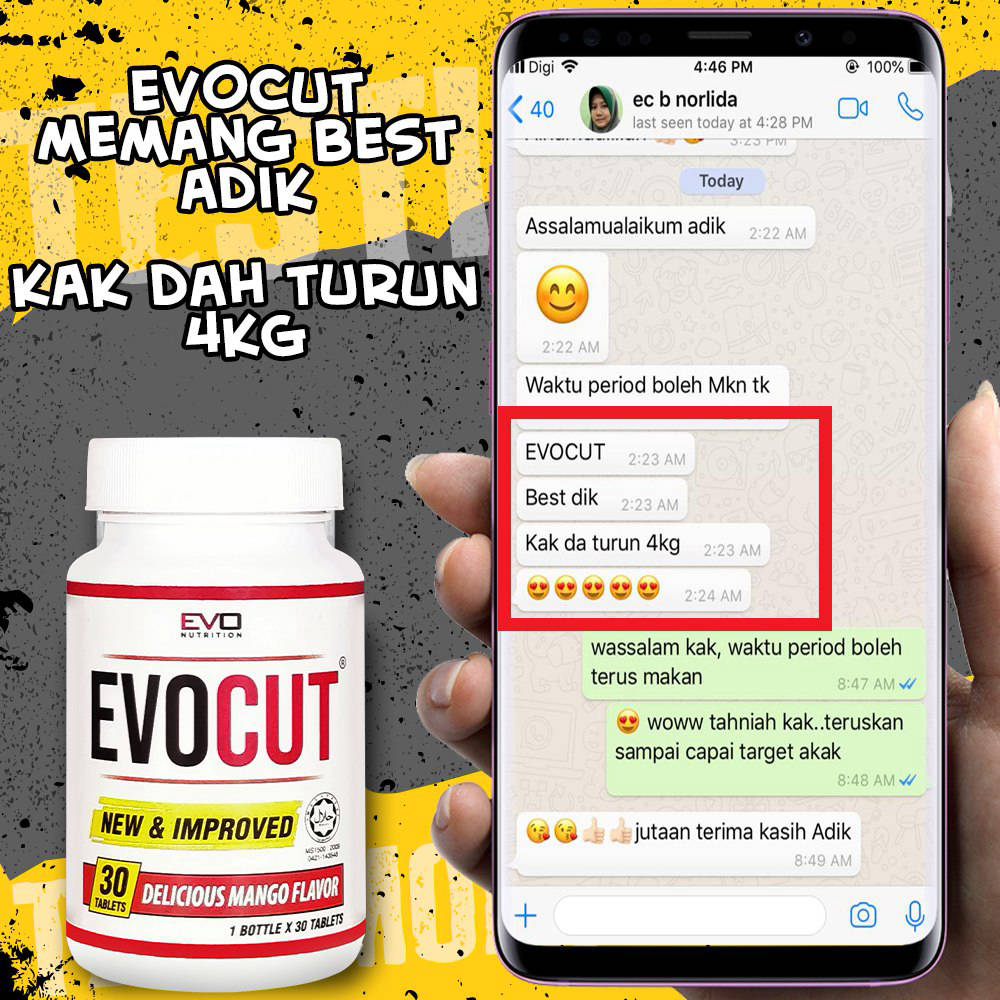 EVOCUT
MEMANG BEST
ADIK
KAK DAH TURUN
4KG
EVO
NUTRITION
EVOCUT®
NEW & IMPROVED
MS1500 2009
30
TABLETS
DELICIOUS MANGO FLAVOR
1 BOTTLE X 30 TABLETS
Digi
4:46 PM
100%
40
ec b norlida
last seen today at 4:28 PM
3:23 PM
Today
Assalamualaikum adik 2:22 AM
😊
2:22 AM
Waktu period boleh Mkn tk
EVOCUT 2:23 AM
Best dik 2:23 AM
Kak da turun 4kg 2:23 AM
😍😍😍😍😍 2:24 AM
wassalam kak, waktu period boleh
terus makan
8:47 AM
😍 woww tahniah kak..teruskan
sampai capai target akak
8:48 AM
😘😘👍🏻👍🏻jutaan terima kasih Adik
8:49 AM